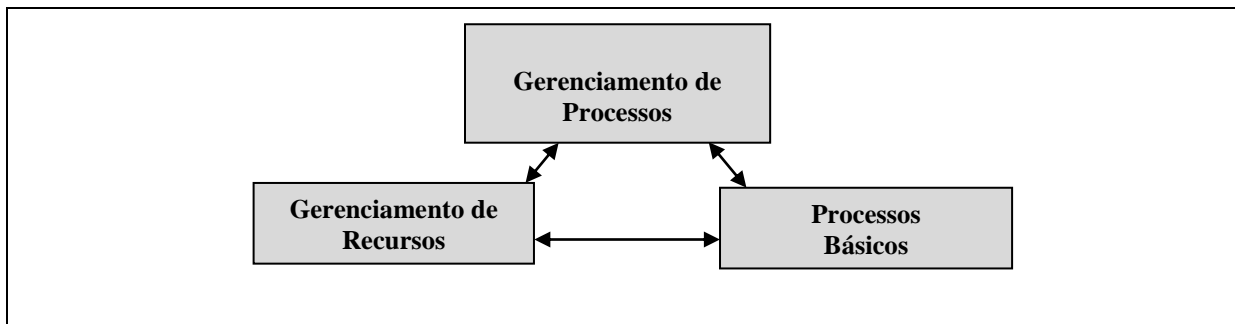 Gerenciamento de
Processos
Gerenciamento de
Recursos
Processos
Básicos